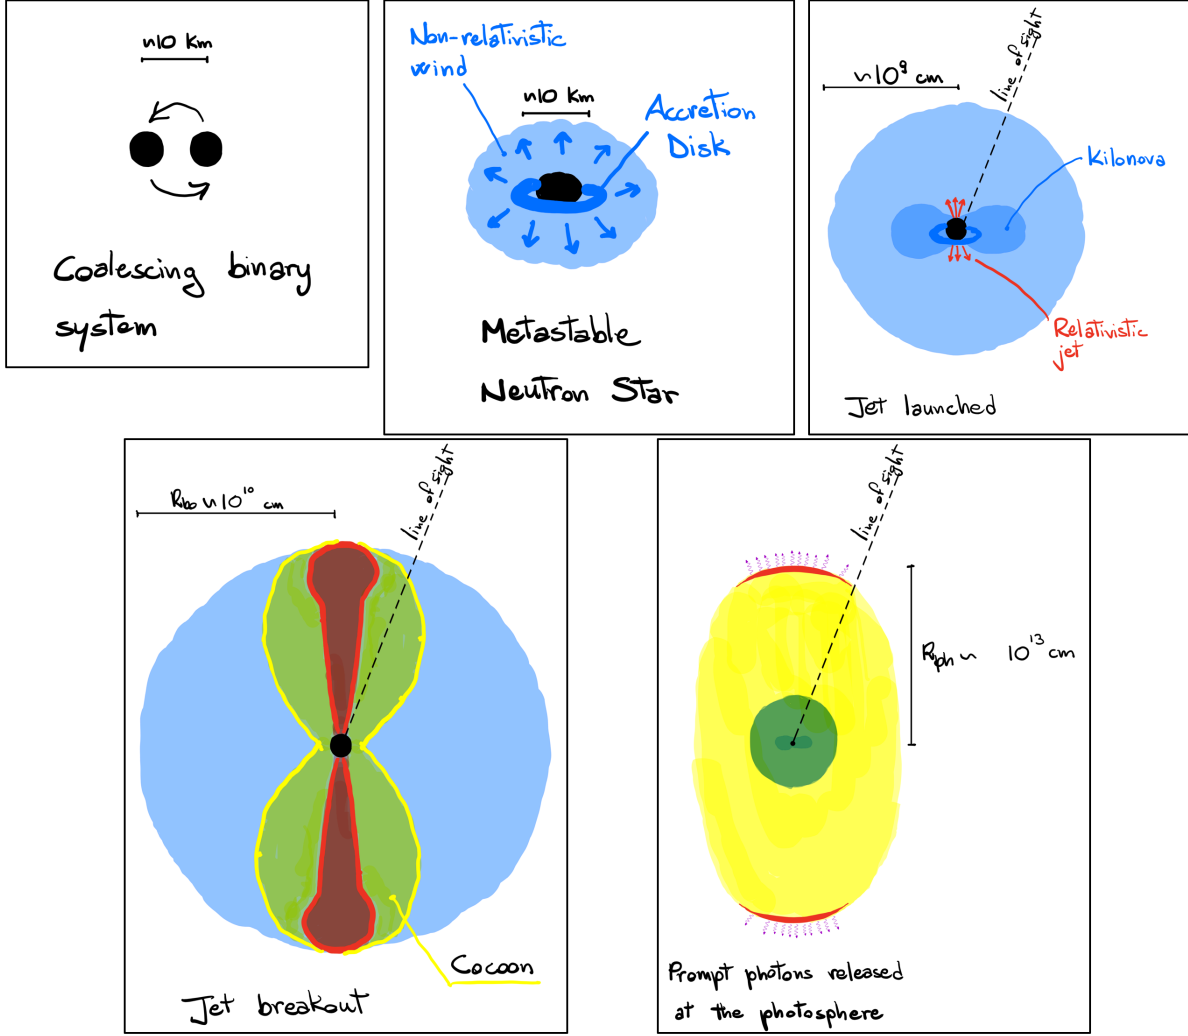 ~10 Km
Coalescing binary
system
Non-relativistic
wind
~10 Km
Accretion
Disk
Metastable
Neutron Star
~10⁹ cm
line of sight
Kilonova
Relativistic
jet
Jet launched
Rbo ~ 10¹⁰ cm
line of sight
Cocoon
Jet breakout
line of sight
Rph ~ 10¹³ cm
Prompt photons released
at the photosphere